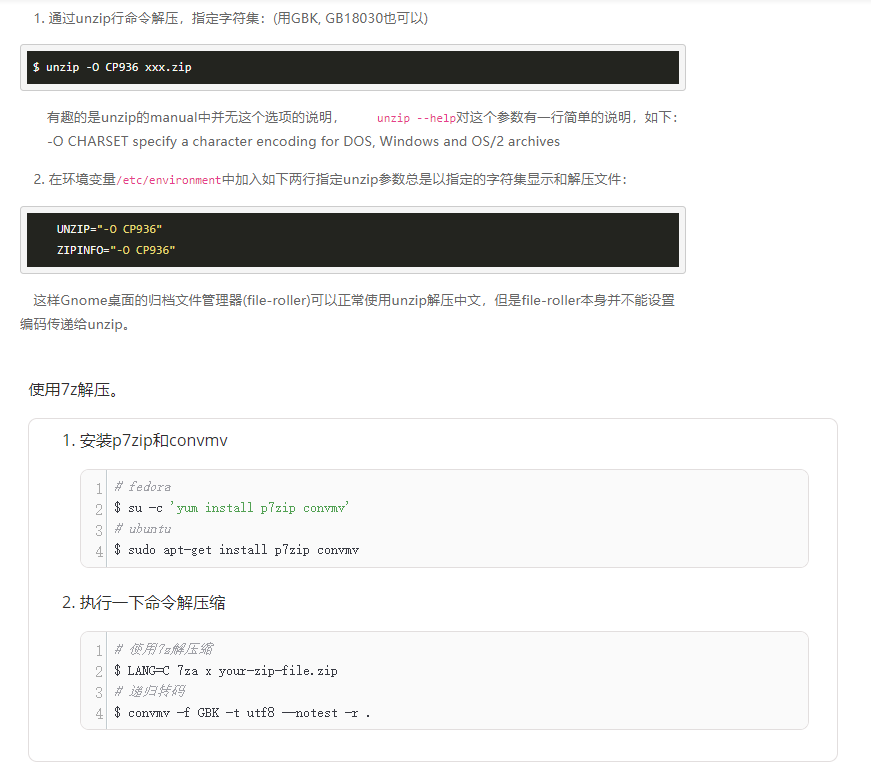 1. 通过unzip行命令解压，指定字符集：(用GBK, GB18030也可以)
$ unzip -O CP936 xxx.zip
有趣的是unzip的manual中并无这个选项的说明， unzip --help对这个参数有一行简单的说明，如下：
-O CHARSET specify a character encoding for DOS, Windows and OS/2 archives
2. 在环境变量/etc/environment中加入如下两行指定unzip参数总是以指定的字符集显示和解压文件：
UNZIP="-O CP936"
ZIPINFO="-O CP936"
这样Gnome桌面的归档文件管理器(file-roller)可以正常使用unzip解压中文，但是file-roller本身并不能设置
编码传递给unzip。
使用7z解压。
1. 安装p7zip和convmv
1 # fedora
2 $ su -c 'yum install p7zip convmv'
3 # ubuntu
4 $ sudo apt-get install p7zip convmv
2. 执行一下命令解压缩
1 # 使用7z解压缩
2 $ LANG=C 7za x your-zip-file.zip
3 # 递归转码
4 $ convmv -f GBK -t utf8 --notest -r .